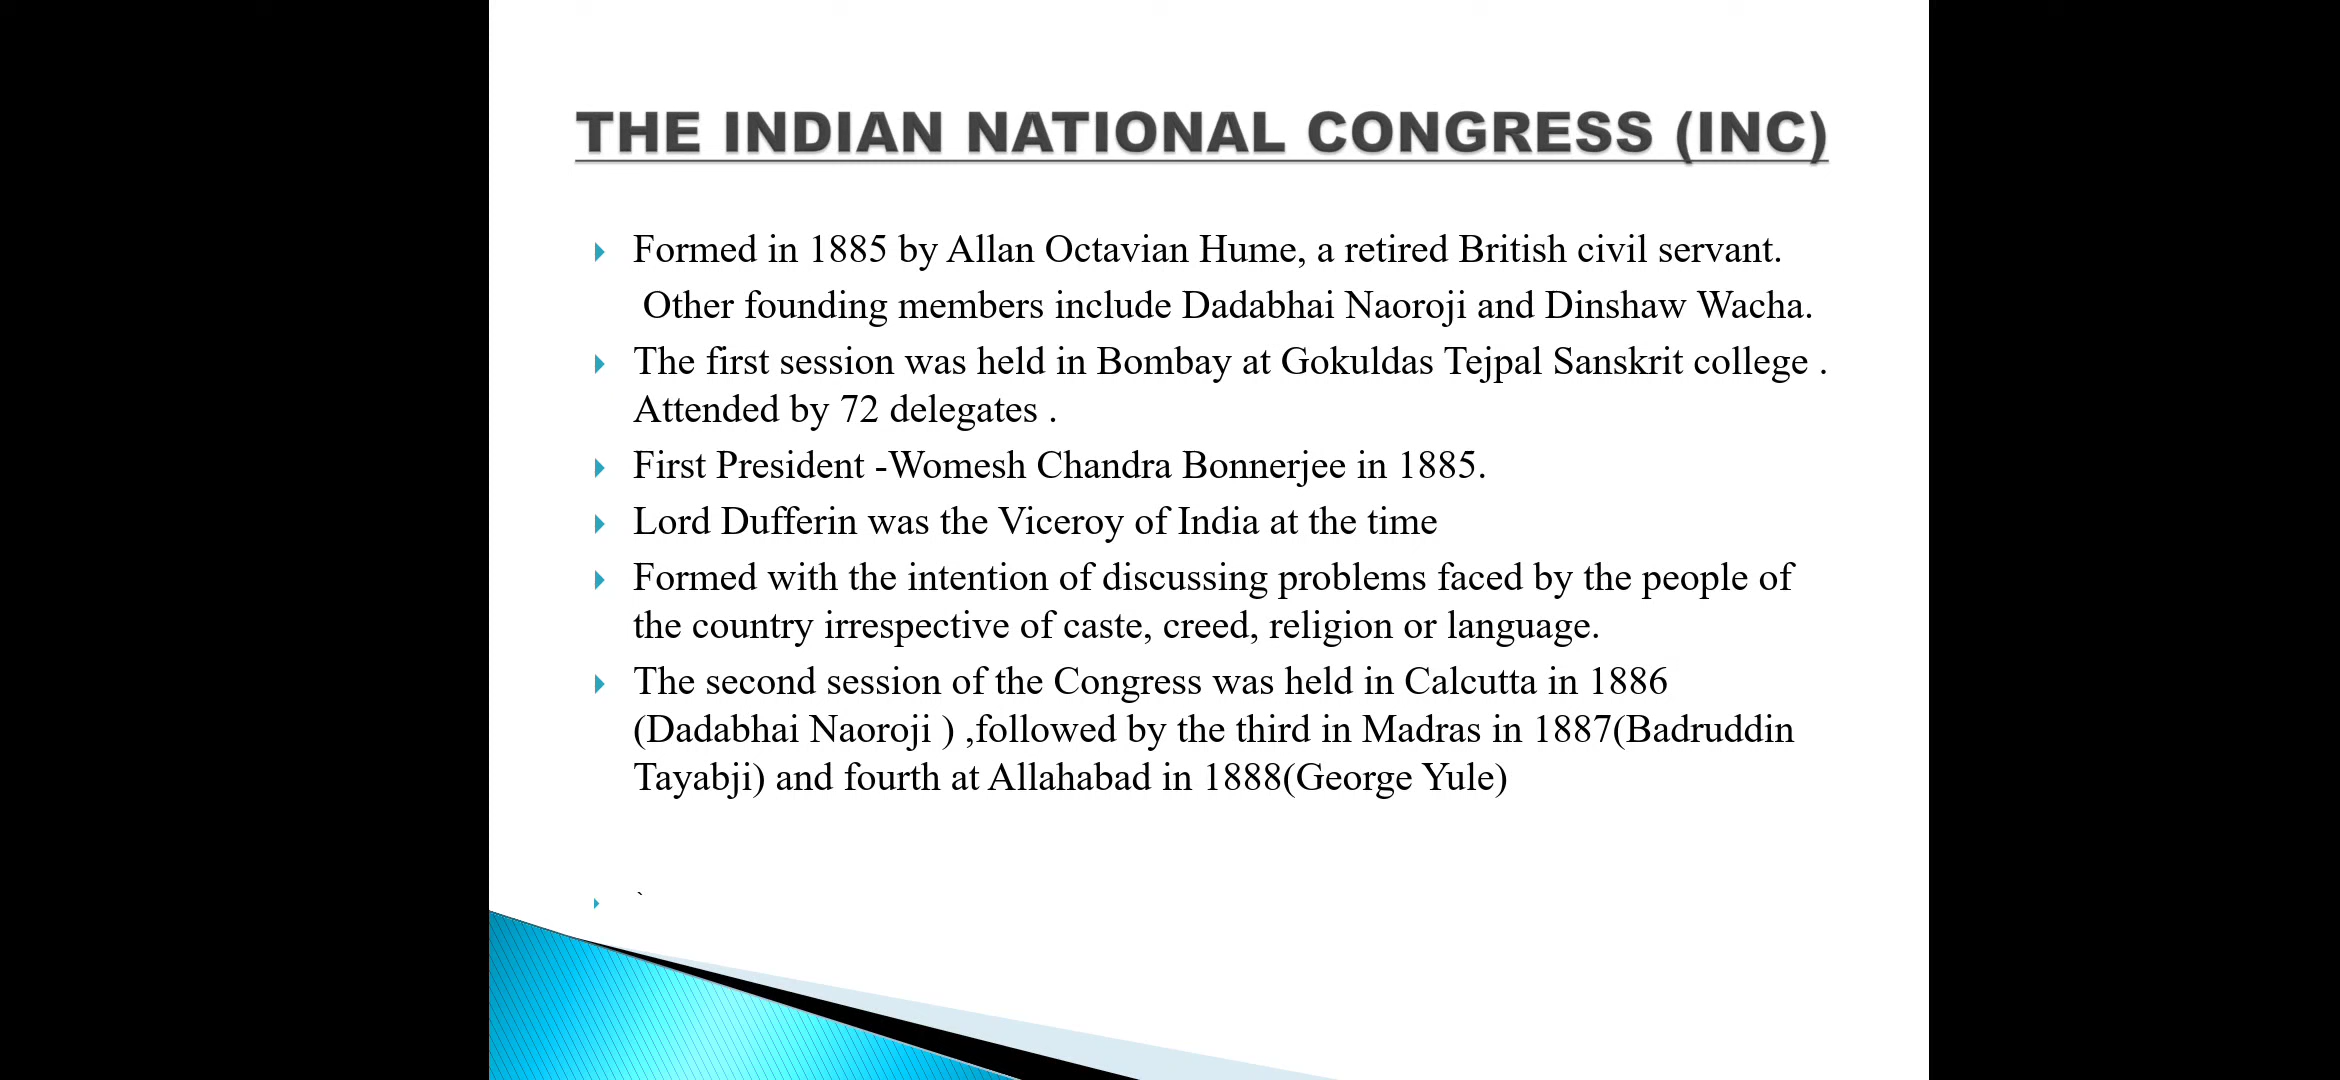 THE INDIAN NATIONAL CONGRESS (INC)
Formed in 1885 by Allan Octavian Hume, a retired British civil servant.
Other founding members include Dadabhai Naoroji and Dinshaw Wacha.
The first session was held in Bombay at Gokuldas Tejpal Sanskrit college .
Attended by 72 delegates .
First President -Womesh Chandra Bonnerjee in 1885.
Lord Dufferin was the Viceroy of India at the time
Formed with the intention of discussing problems faced by the people of
the country irrespective of caste, creed, religion or language.
The second session of the Congress was held in Calcutta in 1886
(Dadabhai Naoroji ) ,followed by the third in Madras in 1887(Badruddin
Tayabji) and fourth at Allahabad in 1888(George Yule)
`